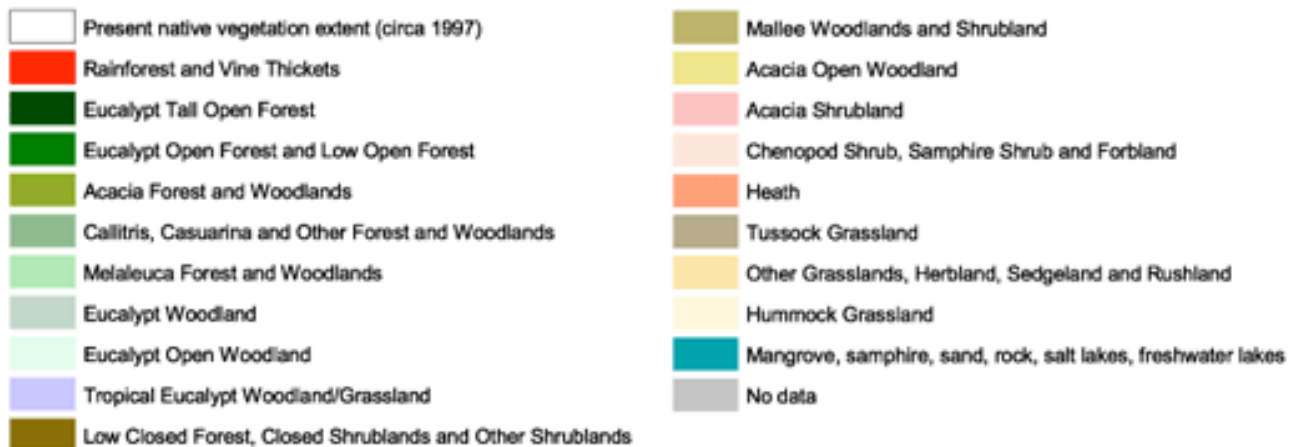 Present native vegetation extent (circa 1997)
Rainforest and Vine Thickets
Eucalypt Tall Open Forest
Eucalypt Open Forest and Low Open Forest
Acacia Forest and Woodlands
Callitris, Casuarina and Other Forest and Woodlands
Melaleuca Forest and Woodlands
Eucalypt Woodland
Eucalypt Open Woodland
Tropical Eucalypt Woodland/Grassland
Low Closed Forest, Closed Shrublands and Other Shrublands
Mallee Woodlands and Shrubland
Acacia Open Woodland
Acacia Shrubland
Chenopod Shrub, Samphire Shrub and Forbland
Heath
Tussock Grassland
Other Grasslands, Herbland, Sedgeland and Rushland
Hummock Grassland
Mangrove, samphire, sand, rock, salt lakes, freshwater lakes
No data